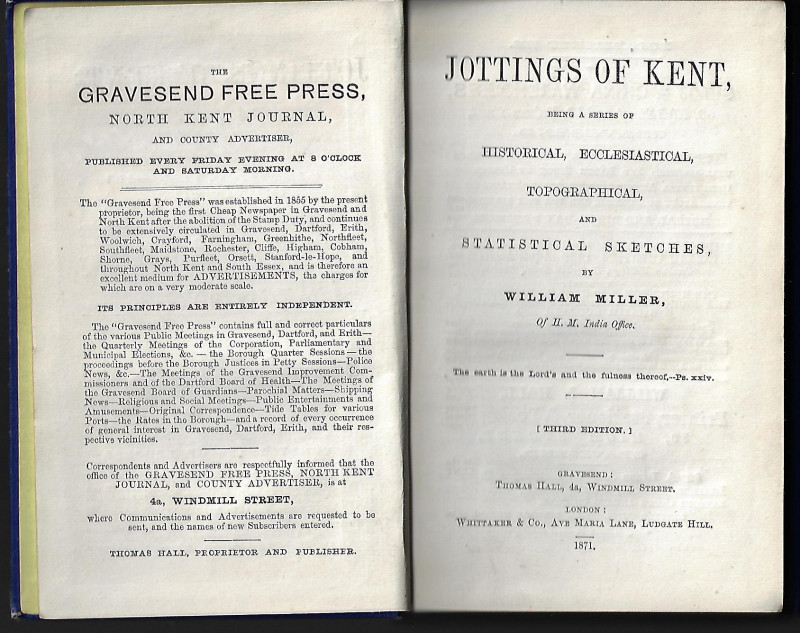 THE
GRAVESEND FREE PRESS,
NORTH KENT JOURNAL,
AND COUNTY ADVERTISER,
PUBLISHED EVERY FRIDAY EVENING AT 8 O'CLOCK
AND SATURDAY MORNING.
The "Gravesend Free Press" was established in 1855 by the present
proprietor, being the first Cheap Newspaper in Gravesend and
North Kent after the abolition of the Stamp Duty, and continues
to be extensively circulated in Gravesend, Dartford, Erith,
Woolwich, Crayford, Farningham, Greenhithe, Northfleet,
Southfleet, Maidstone, Rochester, Cliffe, Higham, Cobham,
Shorne, Grays, Purfleet, Orsett, Stanford-le-Hope, and
throughout North Kent and South Essex, and is therefore an
excellent medium for ADVERTISEMENTS, the charges for
which are on a very moderate scale.
ITS PRINCIPLES ARE ENTIRELY INDEPENDENT.
The "Gravesend Free Press" contains full and correct particulars
of the various Public Meetings in Gravesend, Dartford, and Erith—
the Quarterly Meetings of the Corporation, Parliamentary and
Municipal Elections, &c. — the Borough Quarter Sessions — the
proceedings before the Borough Justices in Petty Sessions—Police
News, &c.—The Meetings of the Gravesend Improvement Com-
missioners and of the Dartford Board of Health—The Meetings of
the Gravesend Board of Guardians—Parochial Matters—Shipping
News—Religious and Social Meetings—Public Entertainments and
Amusements—Original Correspondence—Tide Tables for various
Ports—the Rates in the Borough—and a record of every occurrence
of general interest in Gravesend, Dartford, Erith, and their res-
pective vicinities.
Correspondents and Advertisers are respectfully informed that the
office of the GRAVESEND FREE PRESS, NORTH KENT
JOURNAL, and COUNTY ADVERTISER, is at
4a, WINDMILL STREET,
where Communications and Advertisements are requested to be
sent, and the names of new Subscribers entered.
THOMAS HALL, PROPRIETOR AND PUBLISHER.
JOTTINGS OF KENT,
BEING A SERIES OF
HISTORICAL, ECCLESIASTICAL,
TOPOGRAPHICAL,
AND
STATISTICAL SKETCHES,
BY
WILLIAM MILLER,
Of H. M. India Office.
The earth is the Lord's and the fulness thereof,—Ps. xxiv.
[THIRD EDITION.]
GRAVESEND:
THOMAS HALL, 4a, WINDMILL STREET.
LONDON:
WHITTAKER & CO., AVE MARIA LANE, LUDGATE HILL.
1871.